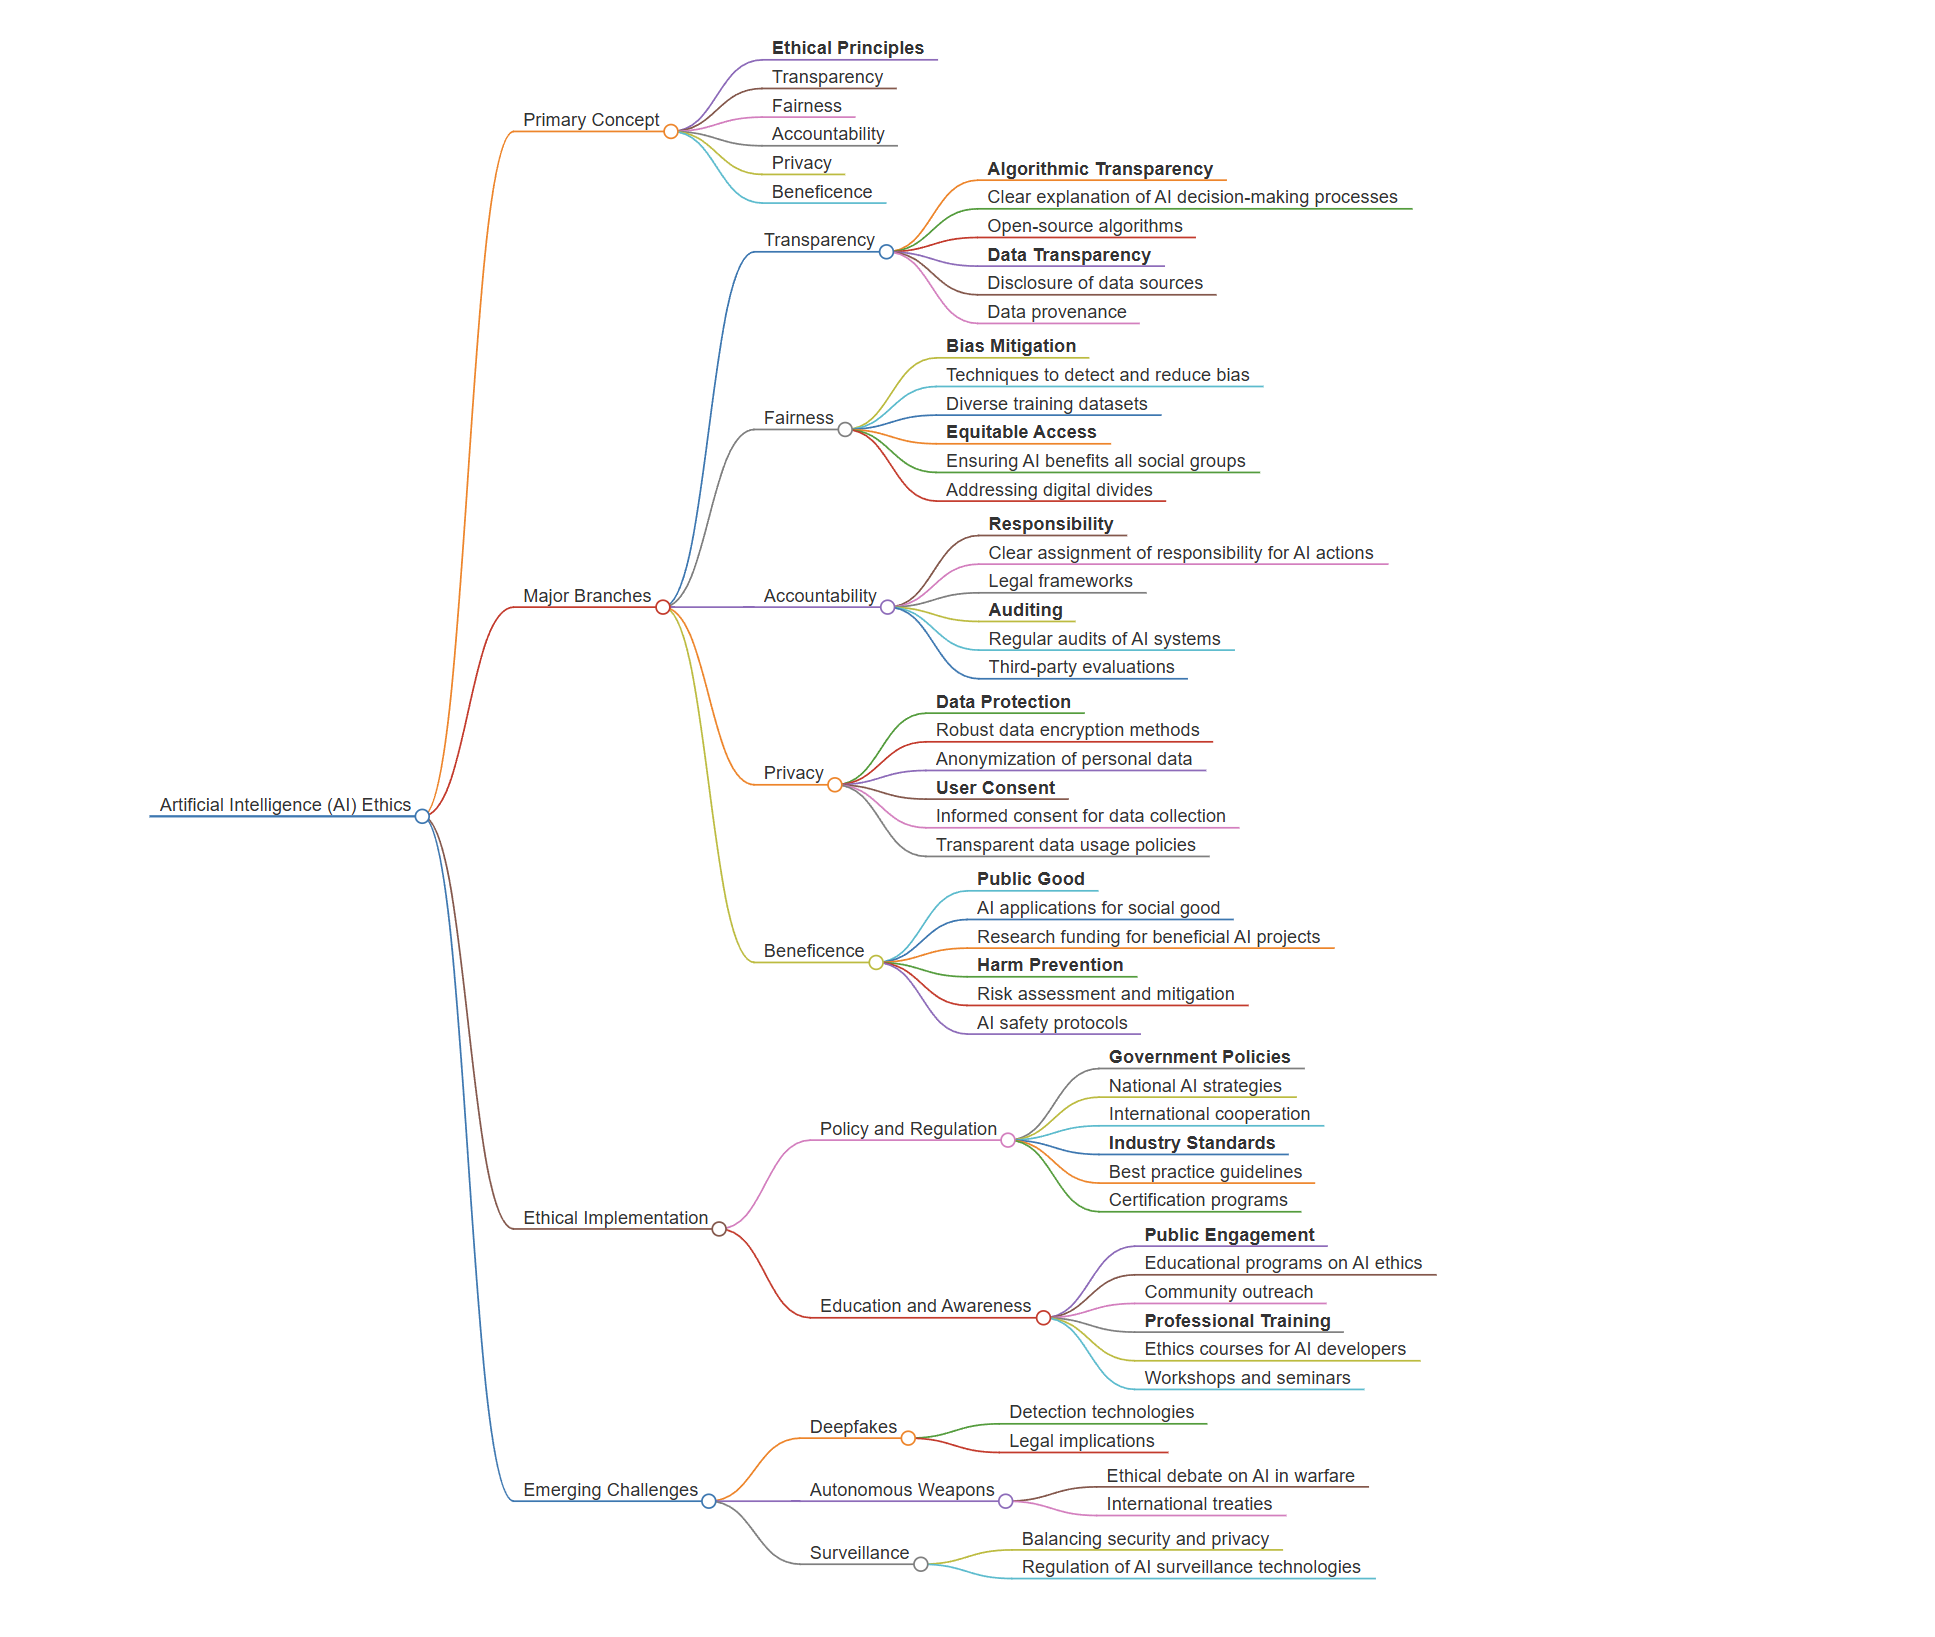 Artificial Intelligence (AI) Ethics
Primary Concept
Ethical Principles
Transparency
Fairness
Accountability
Privacy
Beneficence
Major Branches
Transparency
Algorithmic Transparency
Clear explanation of AI decision-making processes
Open-source algorithms
Data Transparency
Disclosure of data sources
Data provenance
Fairness
Bias Mitigation
Techniques to detect and reduce bias
Diverse training datasets
Equitable Access
Ensuring AI benefits all social groups
Addressing digital divides
Accountability
Responsibility
Clear assignment of responsibility for AI actions
Legal frameworks
Auditing
Regular audits of AI systems
Third-party evaluations
Privacy
Data Protection
Robust data encryption methods
Anonymization of personal data
User Consent
Informed consent for data collection
Transparent data usage policies
Beneficence
Public Good
AI applications for social good
Research funding for beneficial AI projects
Harm Prevention
Risk assessment and mitigation
AI safety protocols
Ethical Implementation
Policy and Regulation
Government Policies
National AI strategies
International cooperation
Industry Standards
Best practice guidelines
Certification programs
Education and Awareness
Public Engagement
Educational programs on AI ethics
Community outreach
Professional Training
Ethics courses for AI developers
Workshops and seminars
Emerging Challenges
Deepfakes
Detection technologies
Legal implications
Autonomous Weapons
Ethical debate on AI in warfare
International treaties
Surveillance
Balancing security and privacy
Regulation of AI surveillance technologies